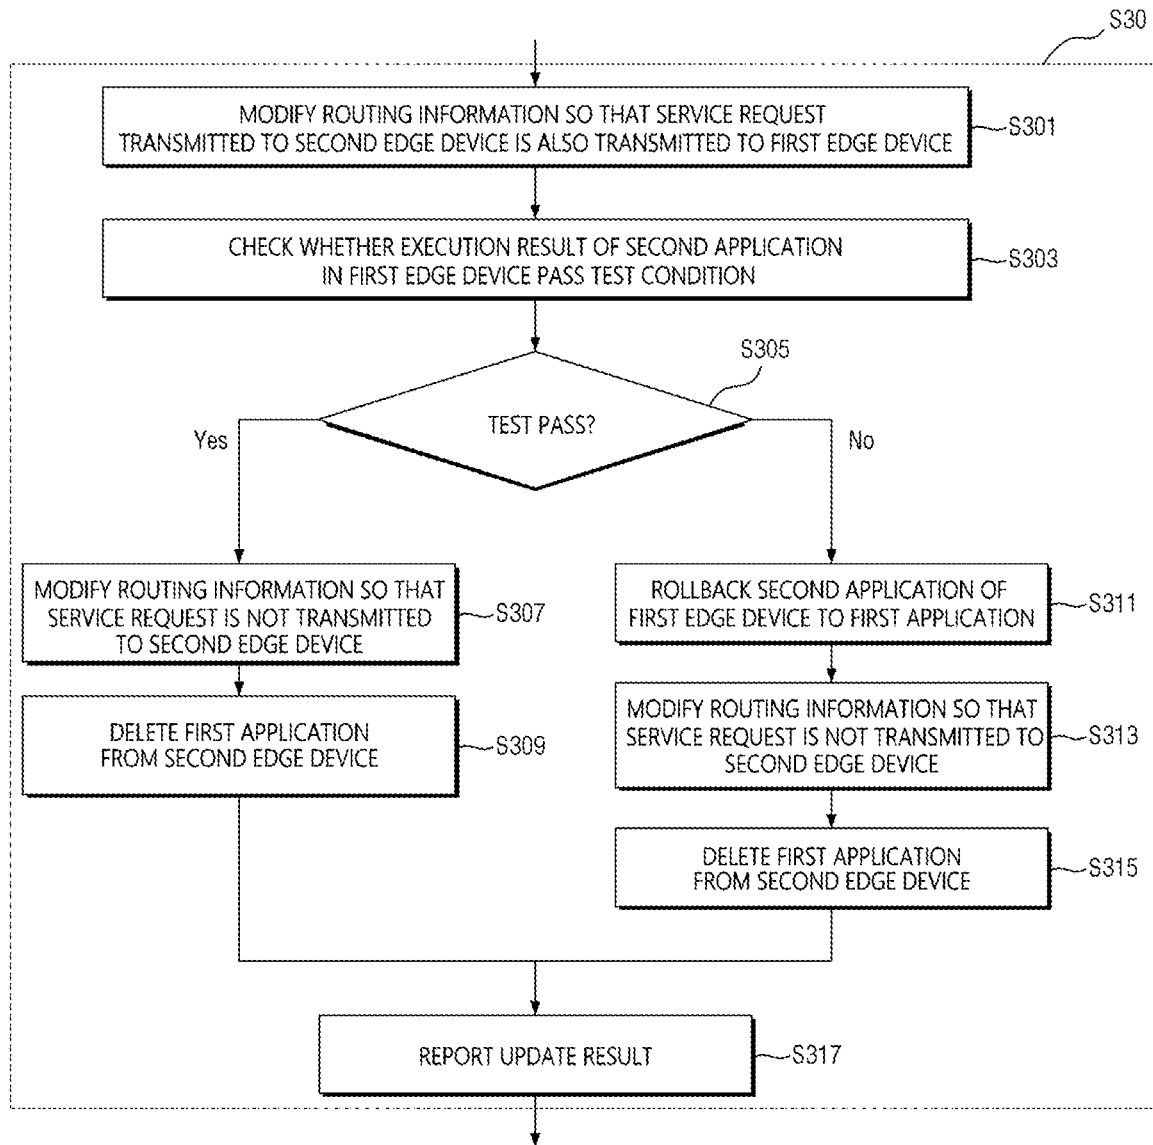 S30
MODIFY ROUTING INFORMATION SO THAT SERVICE REQUEST
TRANSMITTED TO SECOND EDGE DEVICE IS ALSO TRANSMITTED TO FIRST EDGE DEVICE
S301
CHECK WHETHER EXECUTION RESULT OF SECOND APPLICATION
IN FIRST EDGE DEVICE PASS TEST CONDITION
S303
S305
TEST PASS?
Yes
No
MODIFY ROUTING INFORMATION SO THAT
SERVICE REQUEST IS NOT TRANSMITTED
TO SECOND EDGE DEVICE
S307
ROLLBACK SECOND APPLICATION OF
FIRST EDGE DEVICE TO FIRST APPLICATION
S311
DELETE FIRST APPLICATION
FROM SECOND EDGE DEVICE
S309
MODIFY ROUTING INFORMATION SO THAT
SERVICE REQUEST IS NOT TRANSMITTED TO
SECOND EDGE DEVICE
S313
DELETE FIRST APPLICATION
FROM SECOND EDGE DEVICE
S315
REPORT UPDATE RESULT
S317